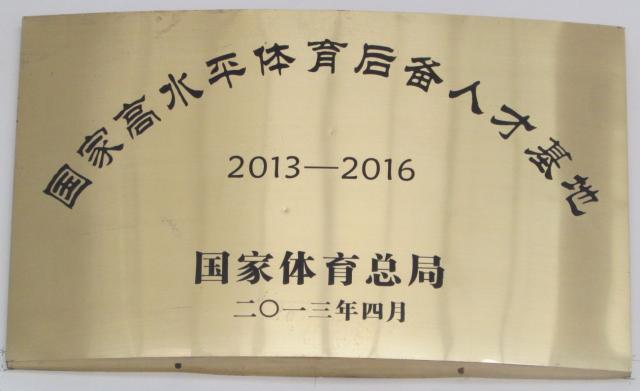 国家高水平体育后备人才基地
2013—2016
国家体育总局
二〇一三年四月